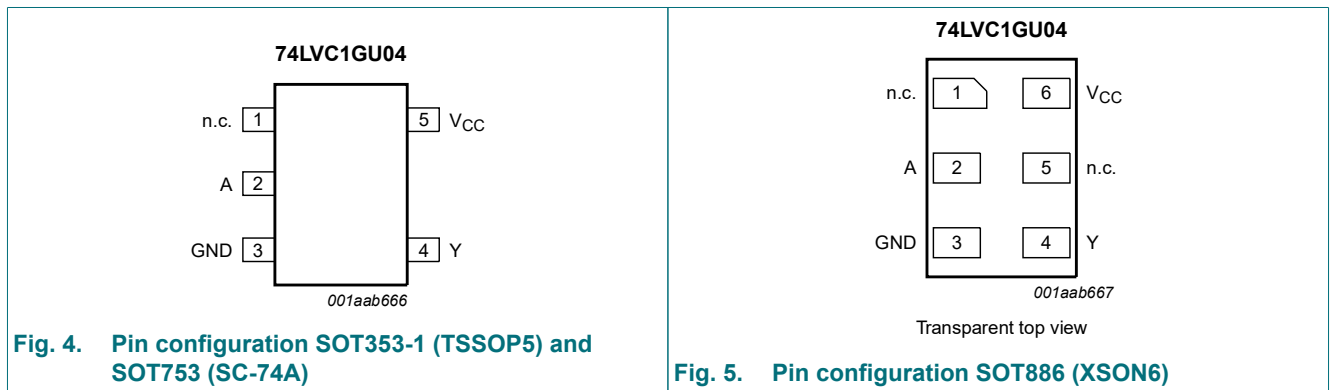 74LVC1GU04
n.c. 1
5 VCC
A 2
GND 3
4 Y
001aab666
Fig. 4. Pin configuration SOT353-1 (TSSOP5) and
SOT753 (SC-74A)
74LVC1GU04
n.c. 1
6 VCC
A 2
5 n.c.
GND 3
4 Y
001aab667
Transparent top view
Fig. 5. Pin configuration SOT886 (XSON6)